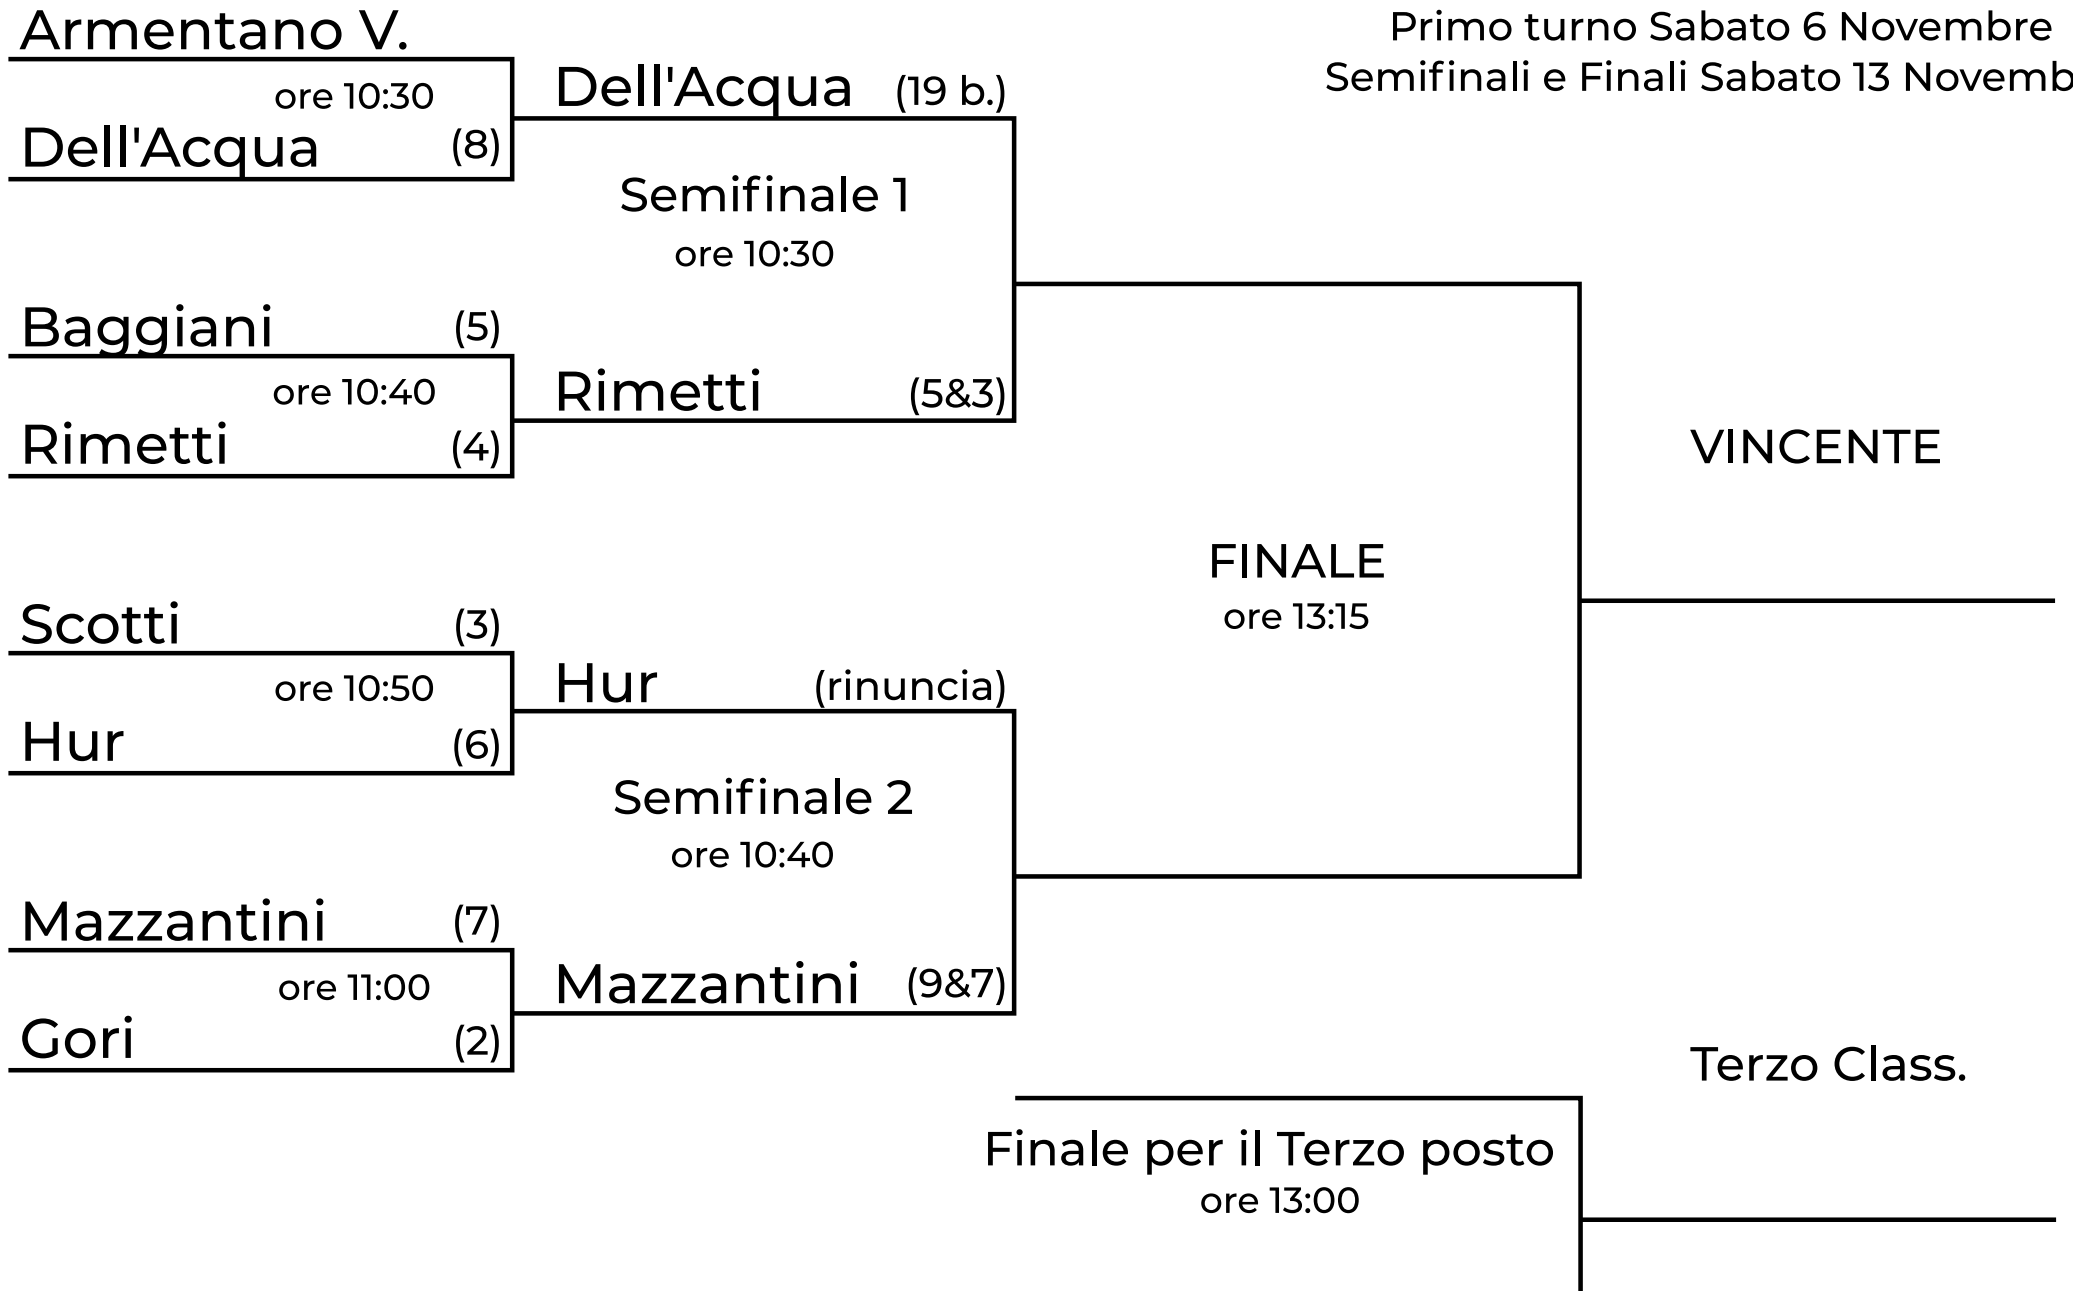 Armentano V.
ore 10:30
Dell'Acqua (8)
Baggiani (5)
ore 10:40
Rimetti (4)
Scotti (3)
ore 10:50
Hur (6)
Mazzantini (7)
ore 11:00
Gori (2)
Dell'Acqua (19 b.)
Semifinale 1
ore 10:30
Rimetti (5&3)
Hur (rinuncia)
Semifinale 2
ore 10:40
Mazzantini (9&7)
Primo turno Sabato 6 Novembre
Semifinali e Finali Sabato 13 Novemb
FINALE
ore 13:15
VINCENTE
Finale per il Terzo posto
ore 13:00
Terzo Class.